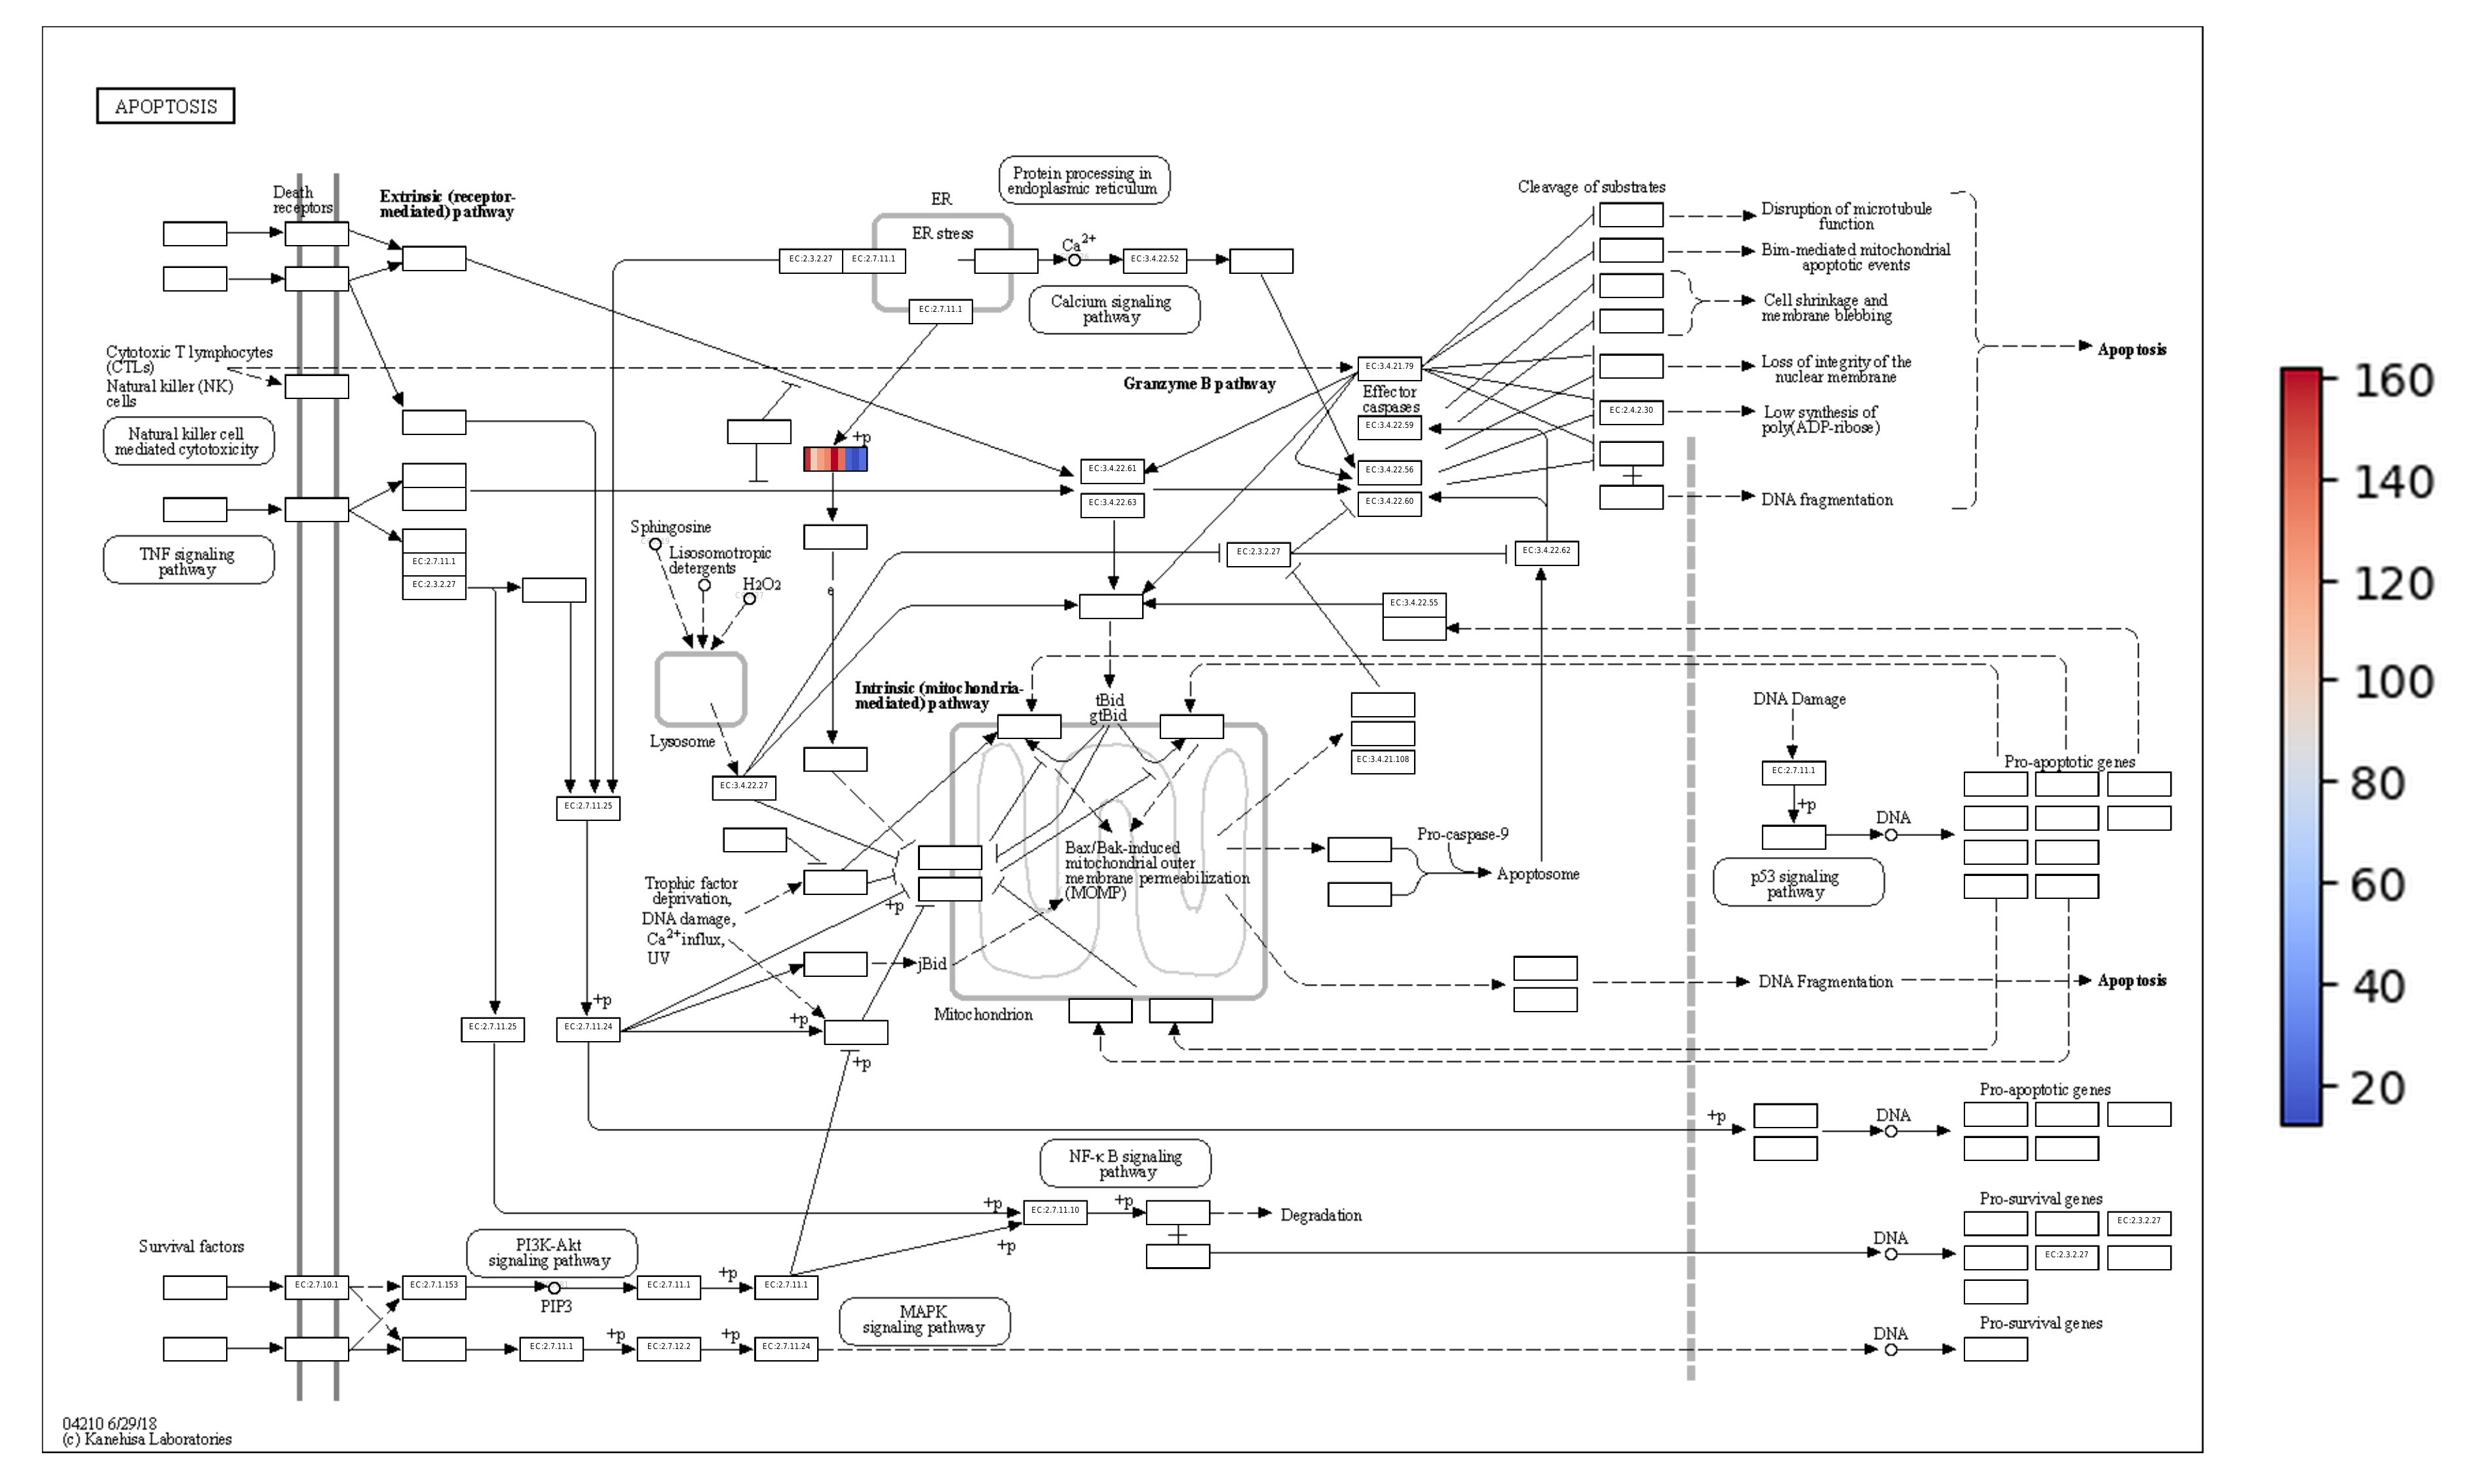 APOPTOSIS
Death
receptors
Extrinsic (receptor-
mediated) pathway
ER
ER stress
Protein processing in
endoplasmic reticulum
EC:2.3.2.27
EC:2.7.11.1
Ca2+
EC:3.4.22.52
EC:2.7.11.1
Calcium signaling
pathway
Cleavage of substrates
Disruption of microtubule
function
Bim-mediated mitochondrial
apoptotic events
Cell shrinkage and
membrane blebbing
Loss of integrity of the
nuclear membrane
EC:2.4.2.30
Low synthesis of
poly(ADP-ribose)
DNA fragmentation
Apoptosis
Cytotoxic T lymphocytes
(CTLs)
Natural killer (NK)
cells
Natural killer cell
mediated cytotoxicity
Granzyme B pathway
EC:3.4.21.79
Effector
caspases
EC:3.4.22.59
EC:3.4.22.56
EC:3.4.22.60
+p
EC:3.4.22.61
EC:3.4.22.63
TNF signaling
pathway
EC:2.7.11.1
EC:2.3.2.27
Sphingosine
Lisosomotropic
detergents
H2O2
e
EC:2.3.2.27
EC:3.4.22.62
EC:3.4.22.55
Lysosome
Intrinsic (mitochondria-
mediated) pathway
tBid
gtBid
EC:3.4.21.108
DNA Damage
EC:2.7.11.1
+p
DNA
p53 signaling
pathway
Pro-apoptotic genes
EC:3.4.22.27
EC:2.7.11.25
Bax/Bak-induced
mitochondrial outer
membrane permeabilization
(MOMP)
Pro-caspase-9
Apoptosome
Trophic factor
deprivation,
DNA damage,
Ca2+influx,
UV
+p
jBid
Mitochondrion
DNA Fragmentation
Apoptosis
+p
EC:2.7.11.25
EC:2.7.11.24
+p
+p
+p
DNA
Pro-apoptotic genes
NF-κB signaling
pathway
+p
EC:2.7.11.10
+p
Degradation
+p
DNA
Pro-survival genes
EC:2.3.2.27
EC:2.3.2.27
Survival factors
PI3K-Akt
signaling pathway
EC:2.7.10.1
EC:2.7.1.153
PIP3
EC:2.7.11.1
+p
EC:2.7.11.1
MAPK
signaling pathway
EC:2.7.11.1
+p
EC:2.7.12.2
+p
EC:2.7.11.24
DNA
Pro-survival genes
04210 6/29/18
(c) Kanehisa Laboratories
160
140
120
100
80
60
40
20